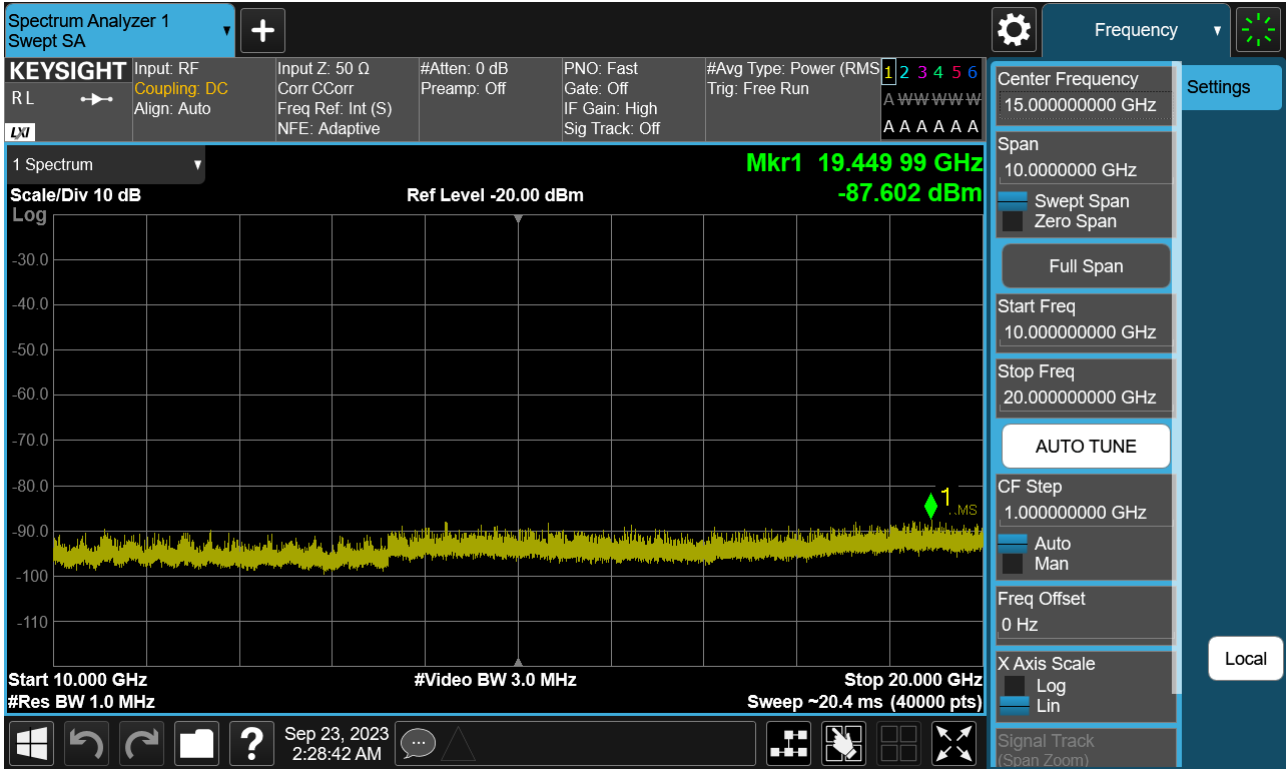 Spectrum Analyzer 1
Swept SA
Frequency
KEYSIGHT
R L
LXI
Input: RF
Coupling: DC
Align: Auto
Input Z: 50 Ω
Corr CCorr
Freq Ref: Int (S)
NFE: Adaptive
#Atten: 0 dB
Preamp: Off
PNO: Fast
Gate: Off
IF Gain: High
Sig Track: Off
#Avg Type: Power (RMS
Trig: Free Run
1 2 3 4 5 6
A W W W W W
A A A A A A
1 Spectrum
Mkr1 19.449 99 GHz
Scale/Div 10 dB
Ref Level -20.00 dBm
-87.602 dBm
Log
-30.0
-40.0
-50.0
-60.0
-70.0
-80.0
-90.0
-100
-110
1
Start 10.000 GHz
#Video BW 3.0 MHz
Stop 20.000 GHz
#Res BW 1.0 MHz
Sweep ~20.4 ms (40000 pts)
Sep 23, 2023
2:28:42 AM
Center Frequency
15.000000000 GHz
Span
10.0000000 GHz
Swept Span
Zero Span
Full Span
Start Freq
10.000000000 GHz
Stop Freq
20.000000000 GHz
AUTO TUNE
CF Step
1.000000000 GHz
Auto
Man
Freq Offset
0 Hz
X Axis Scale
Log
Lin
Signal Track
(Span Zoom)
Settings
Local